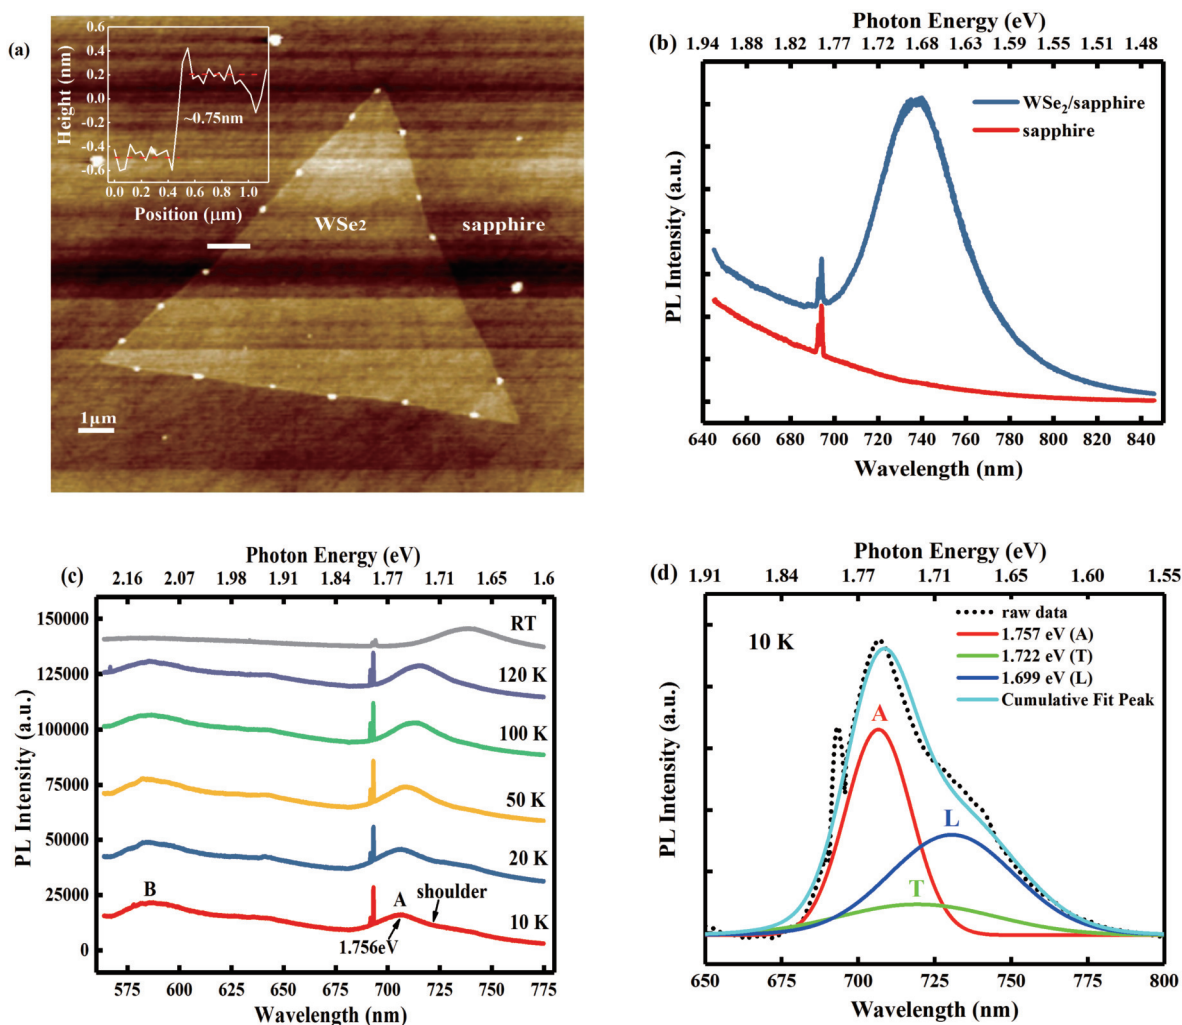 (a)
0.6
0.4
0.2
0.0
-0.4
-0.4
-0.6
Height (nm)
~0.75nm
0.0 0.2 0.4 0.6 0.8 1.0
Position (μm)
WSe2
sapphire
1μm
(b)
Photon Energy (eV)
1.94 1.88 1.82 1.77 1.72 1.68 1.63 1.59 1.55 1.51 1.48
PL Intensity (a.u.)
WSe2/sapphire
sapphire
640 660 680 700 720 740 760 780 800 820 840
Wavelength (nm)
(c)
Photon Energy (eV)
2.16 2.07 1.98 1.91 1.84 1.77 1.71 1.65 1.6
150000
125000
100000
75000
50000
25000
0
PL Intensity (a.u.)
RT
120 K
100 K
50 K
20 K
10 K
B
A
shoulder
1.756eV
575 600 625 650 675 700 725 750 775
Wavelength (nm)
(d)
Photon Energy (eV)
1.91 1.84 1.77 1.71 1.65 1.60 1.55
PL Intensity (a.u.)
10 K
raw data
1.757 eV (A)
1.722 eV (T)
1.699 eV (L)
Cumulative Fit Peak
A
L
T
650 700 750 800
Wavelength (nm)